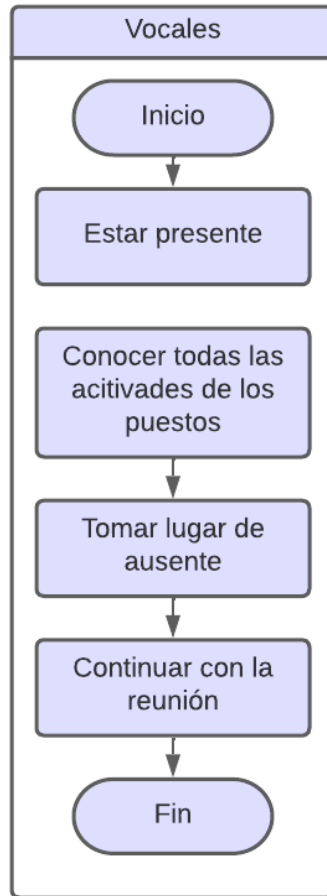 Vocales
Inicio
Estar presente
Conocer todas las
acitivades de los
puestos
Tomar lugar de
ausente
Continuar con la
reunión
Fin